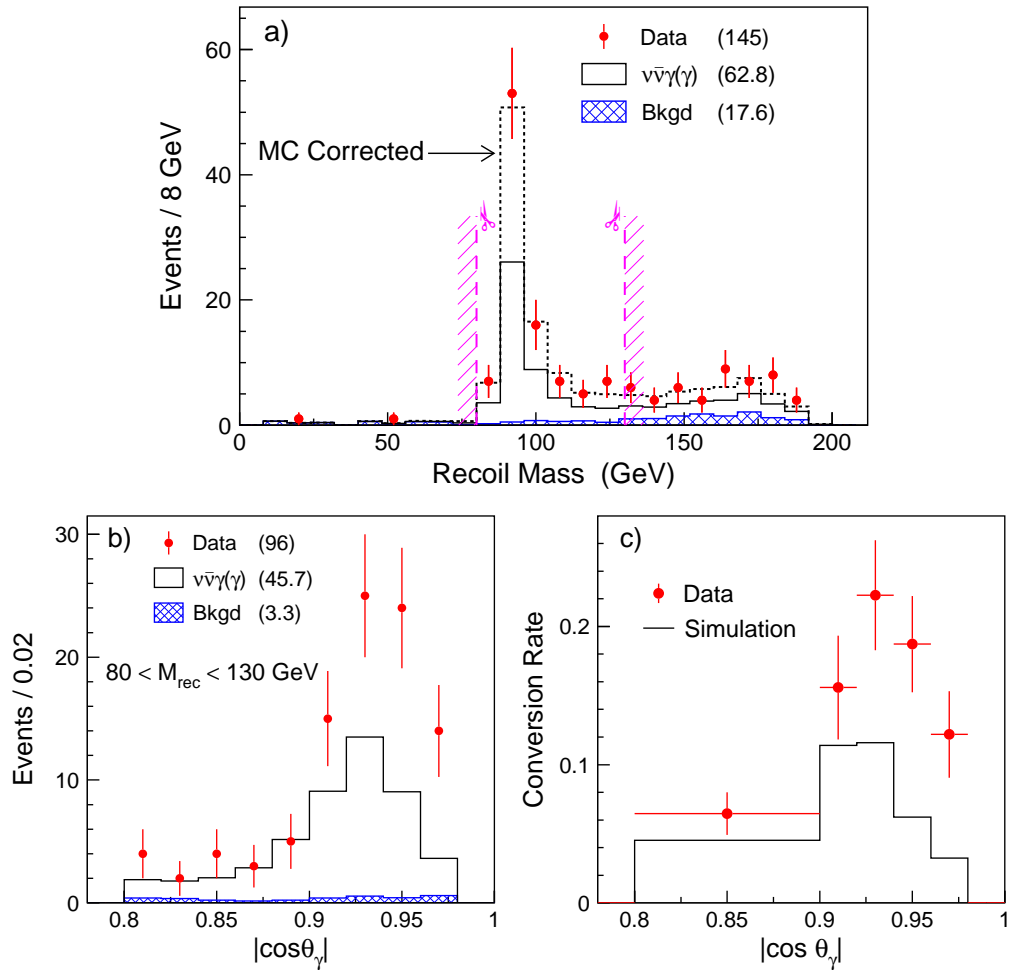 a)
Data (145)
νν̄γ(γ) (62.8)
Bkgd (17.6)
MC Corrected
Events / 8 GeV
0
20
40
60
0 50 100 150 200
Recoil Mass (GeV)
b)
Data (96)
νν̄γ(γ) (45.7)
Bkgd (3.3)
80 < M_rec < 130 GeV
Events / 0.02
30
20
10
0
0.8 0.85 0.9 0.95 1
|cosθ_γ|
c)
Data
Simulation
Conversion Rate
0.2
0.1
0
0.8 0.85 0.9 0.95 1
|cos θ_γ|